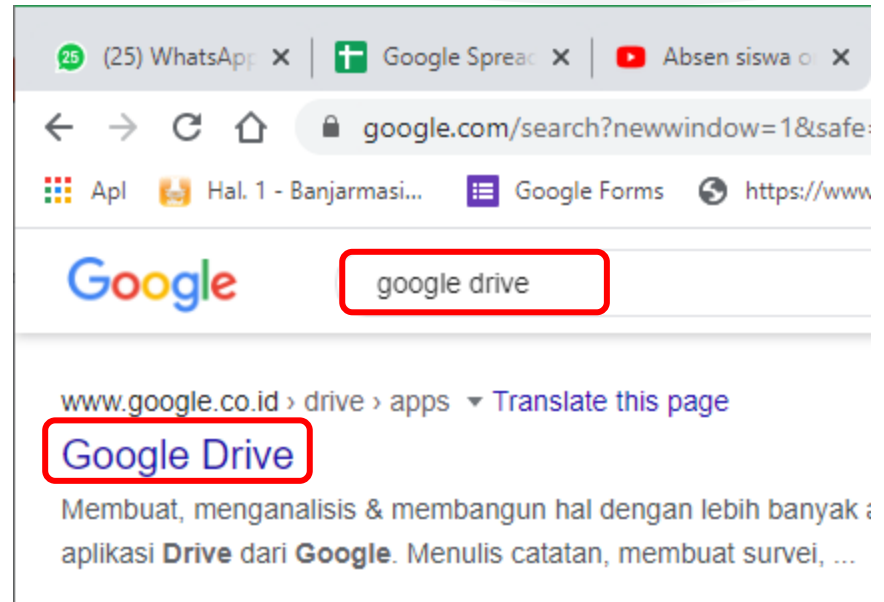 25 (25) WhatsApp Google Spread Absen siswa o
google.com/search?newwindow=1&safe=
Apl Hal. 1 - Banjarmasi... Google Forms https://www
Google google drive
www.google.co.id › drive › apps Translate this page
Google Drive
Membuat, menganalisis & membangun hal dengan lebih banyak a
aplikasi Drive dari Google. Menulis catatan, membuat survei, ...